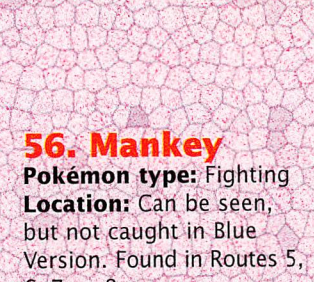 56. Mankey
Pokémon type: Fighting
Location: Can be seen,
but not caught in Blue
Version. Found in Routes 5,